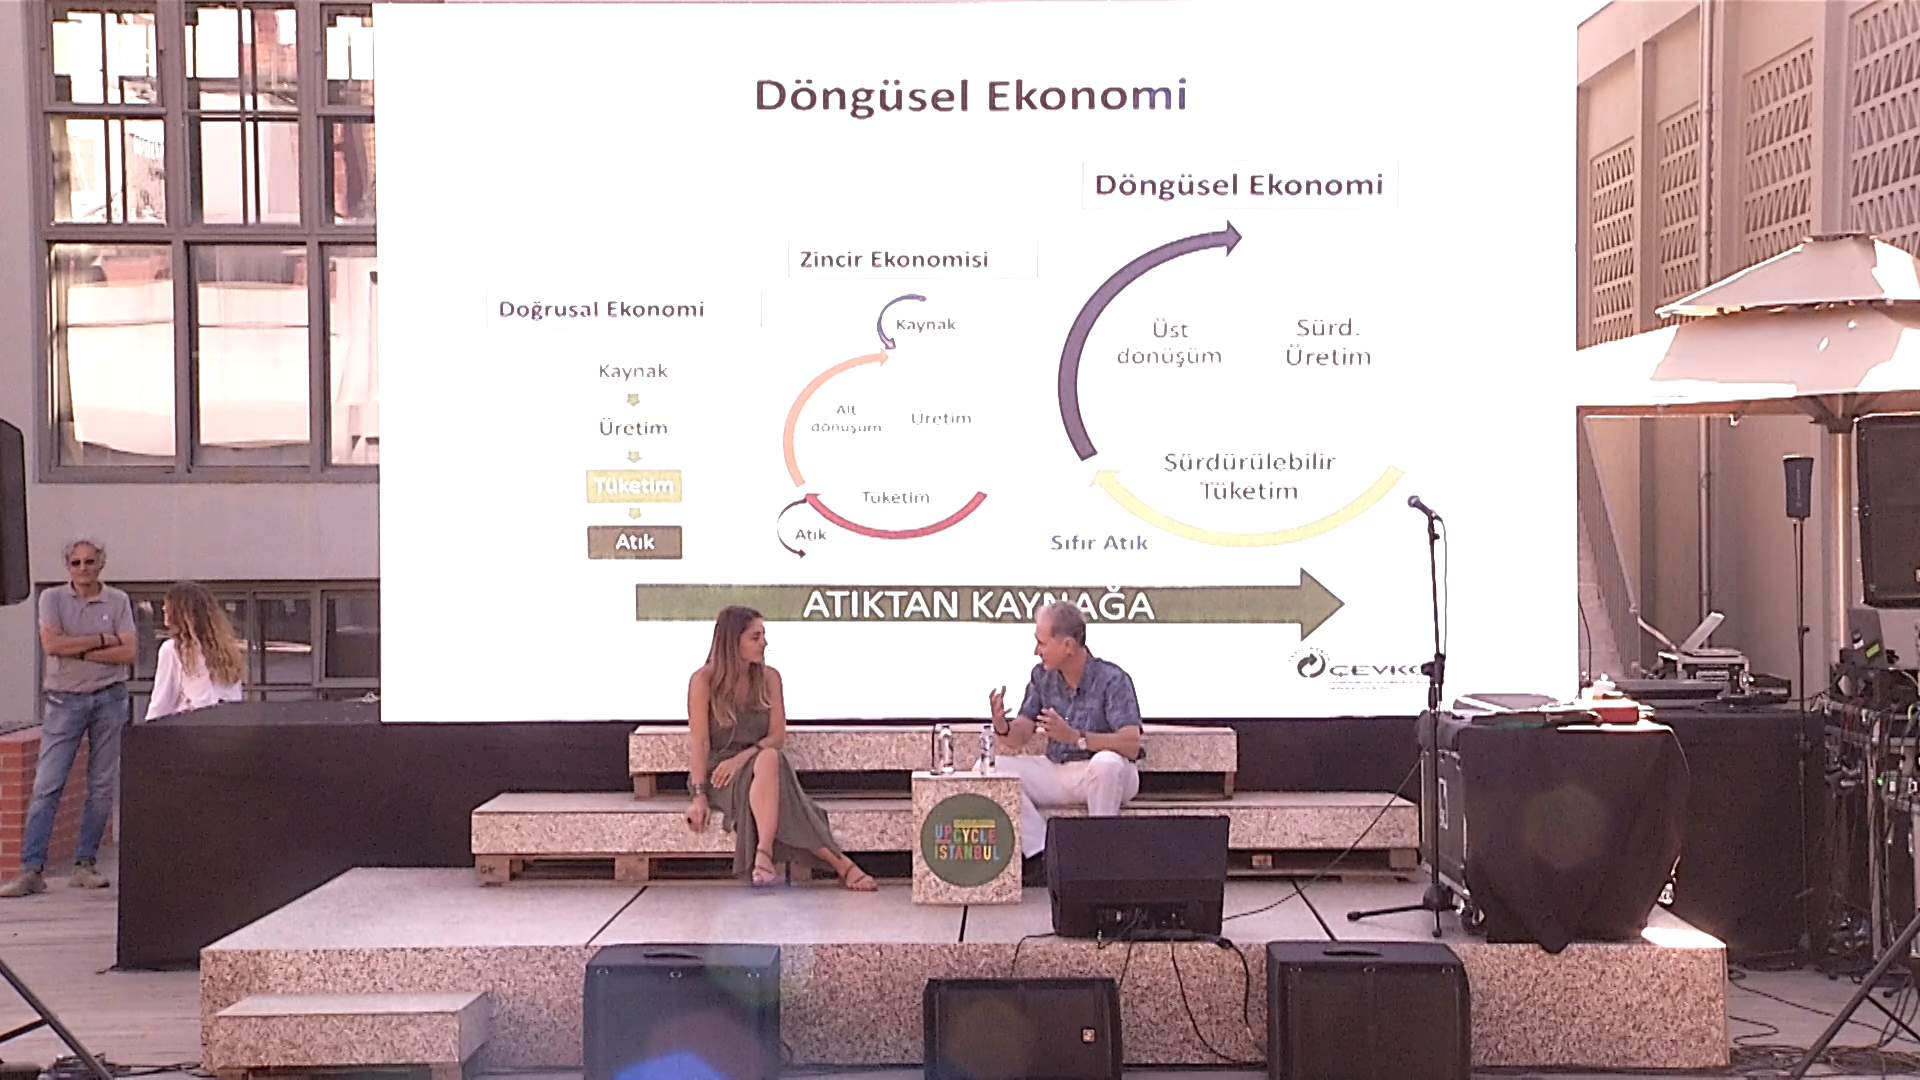 Döngüsel Ekonomi
Döngüsel Ekonomi
Zincir Ekonomisi
Doğrusal Ekonomi
Kaynak
Üretim
Tüketim
Atık
Kaynak
Alt
dönüşüm
Üretim
Tüketim
Atık
Üst
dönüşüm
Sürd.
Üretim
Sürdürülebilir
Tüketim
Sıfır Atık
ATIKTAN KAYNAĞA
ÇEVKO
UPCYCLE
ISTANBUL